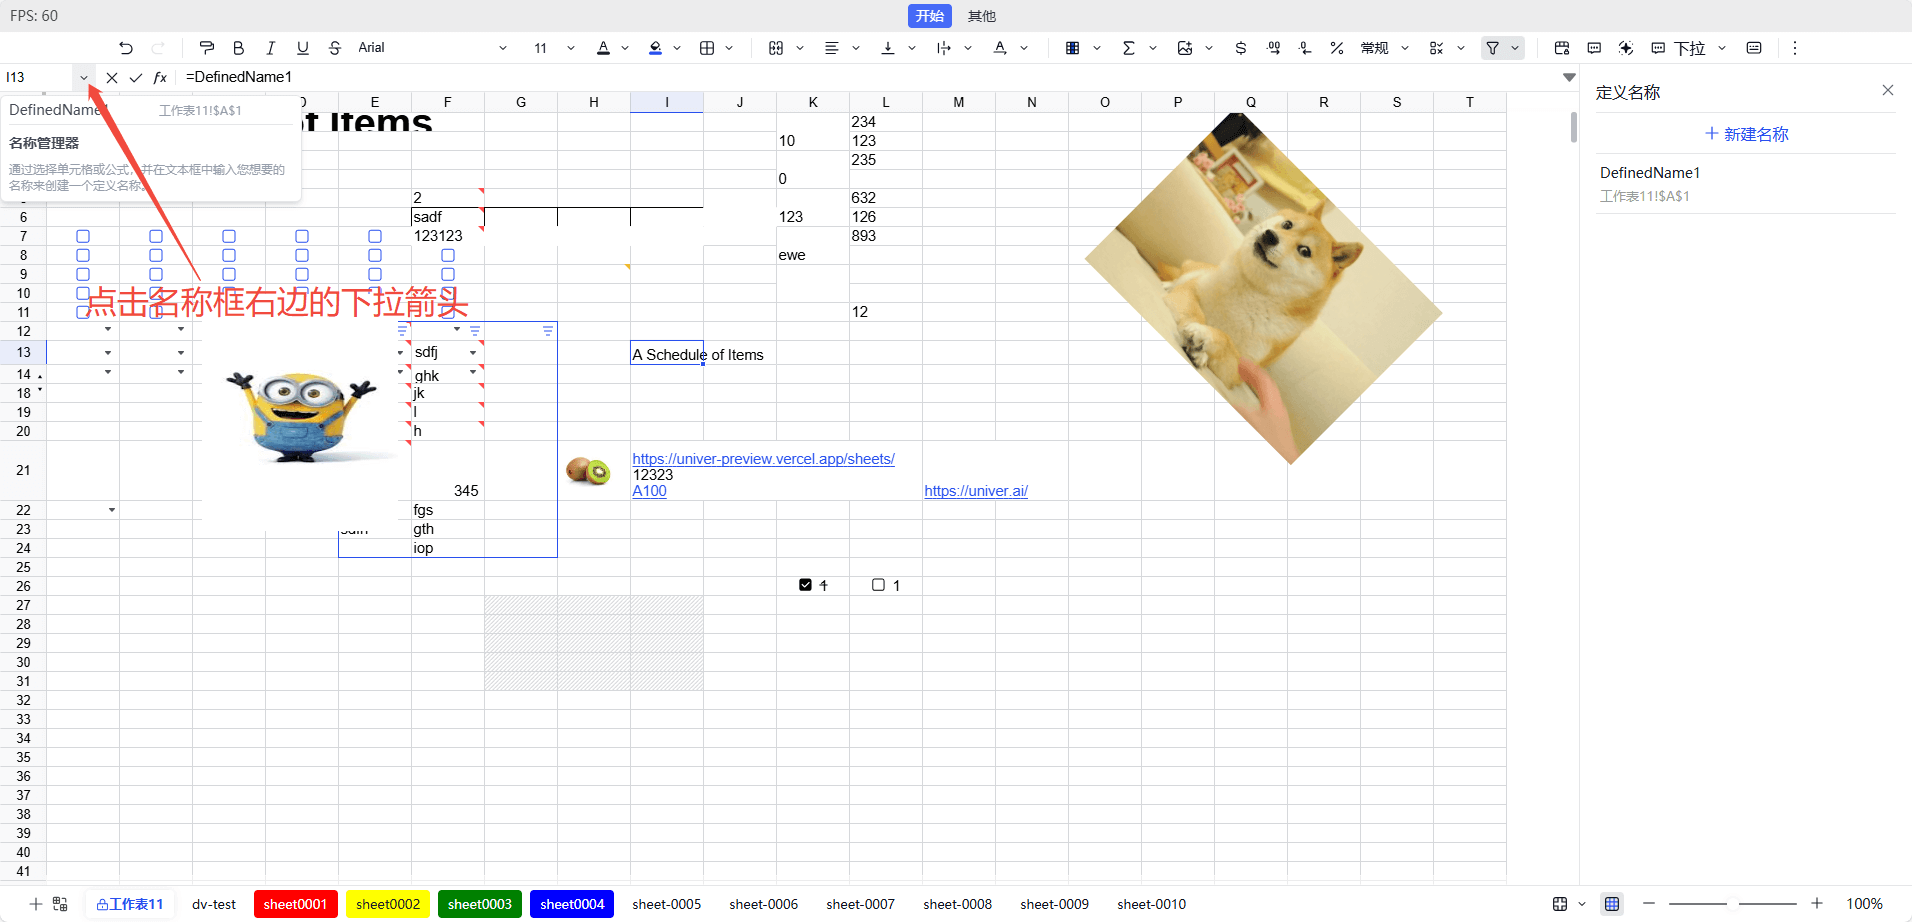 FPS: 60
开始 其他
Arial 11 常规 下拉
I13 fx =DefinedName1
DefinedName1 工作表11!$A$1
名称管理器
通过选择单元格或公式，并在文本框中输入您想要的
名称来创建一个定义名称。
定义名称
新建名称
DefinedName1
工作表11!$A$1
E F G H I J K L M N O P Q R S T
of Items 234
10 123
235
0
2 632
6 sadf 123 126
7 123123 893
8 ewe
9
10
点击名称框右边的下拉箭头
11 12
12
13 sdfj A Schedule of Items
14 ghk
18 jk
19 l
20 h
https://univer-preview.vercel.app/sheets/
12323
21 345 A100 https://univer.ai/
22 fgs
23 gth
24 iop
25
26 4 1
27
28
29
30
31
32
33
34
35
36
37
38
39
40
41
工作表11 dv-test sheet0001 sheet0002 sheet0003 sheet0004 sheet-0005 sheet-0006 sheet-0007 sheet-0008 sheet-0009 sheet-0010 100%